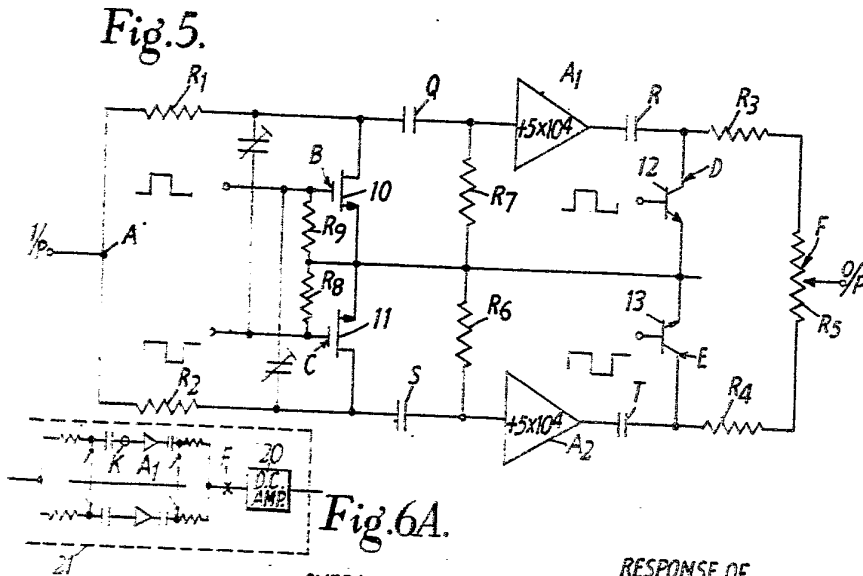 Fig.5.
R1
Q
A1
R
R3
+5x10⁴
B
10
12
D
R7
R9
F
I/P
A
O/P
R8
13
R6
R5
11
C
E
S
T
R4
R2
+5x10⁴
A2
K
A1
F
20
D.C.
AMP.
Fig.6A.
21
RESPONSE OF